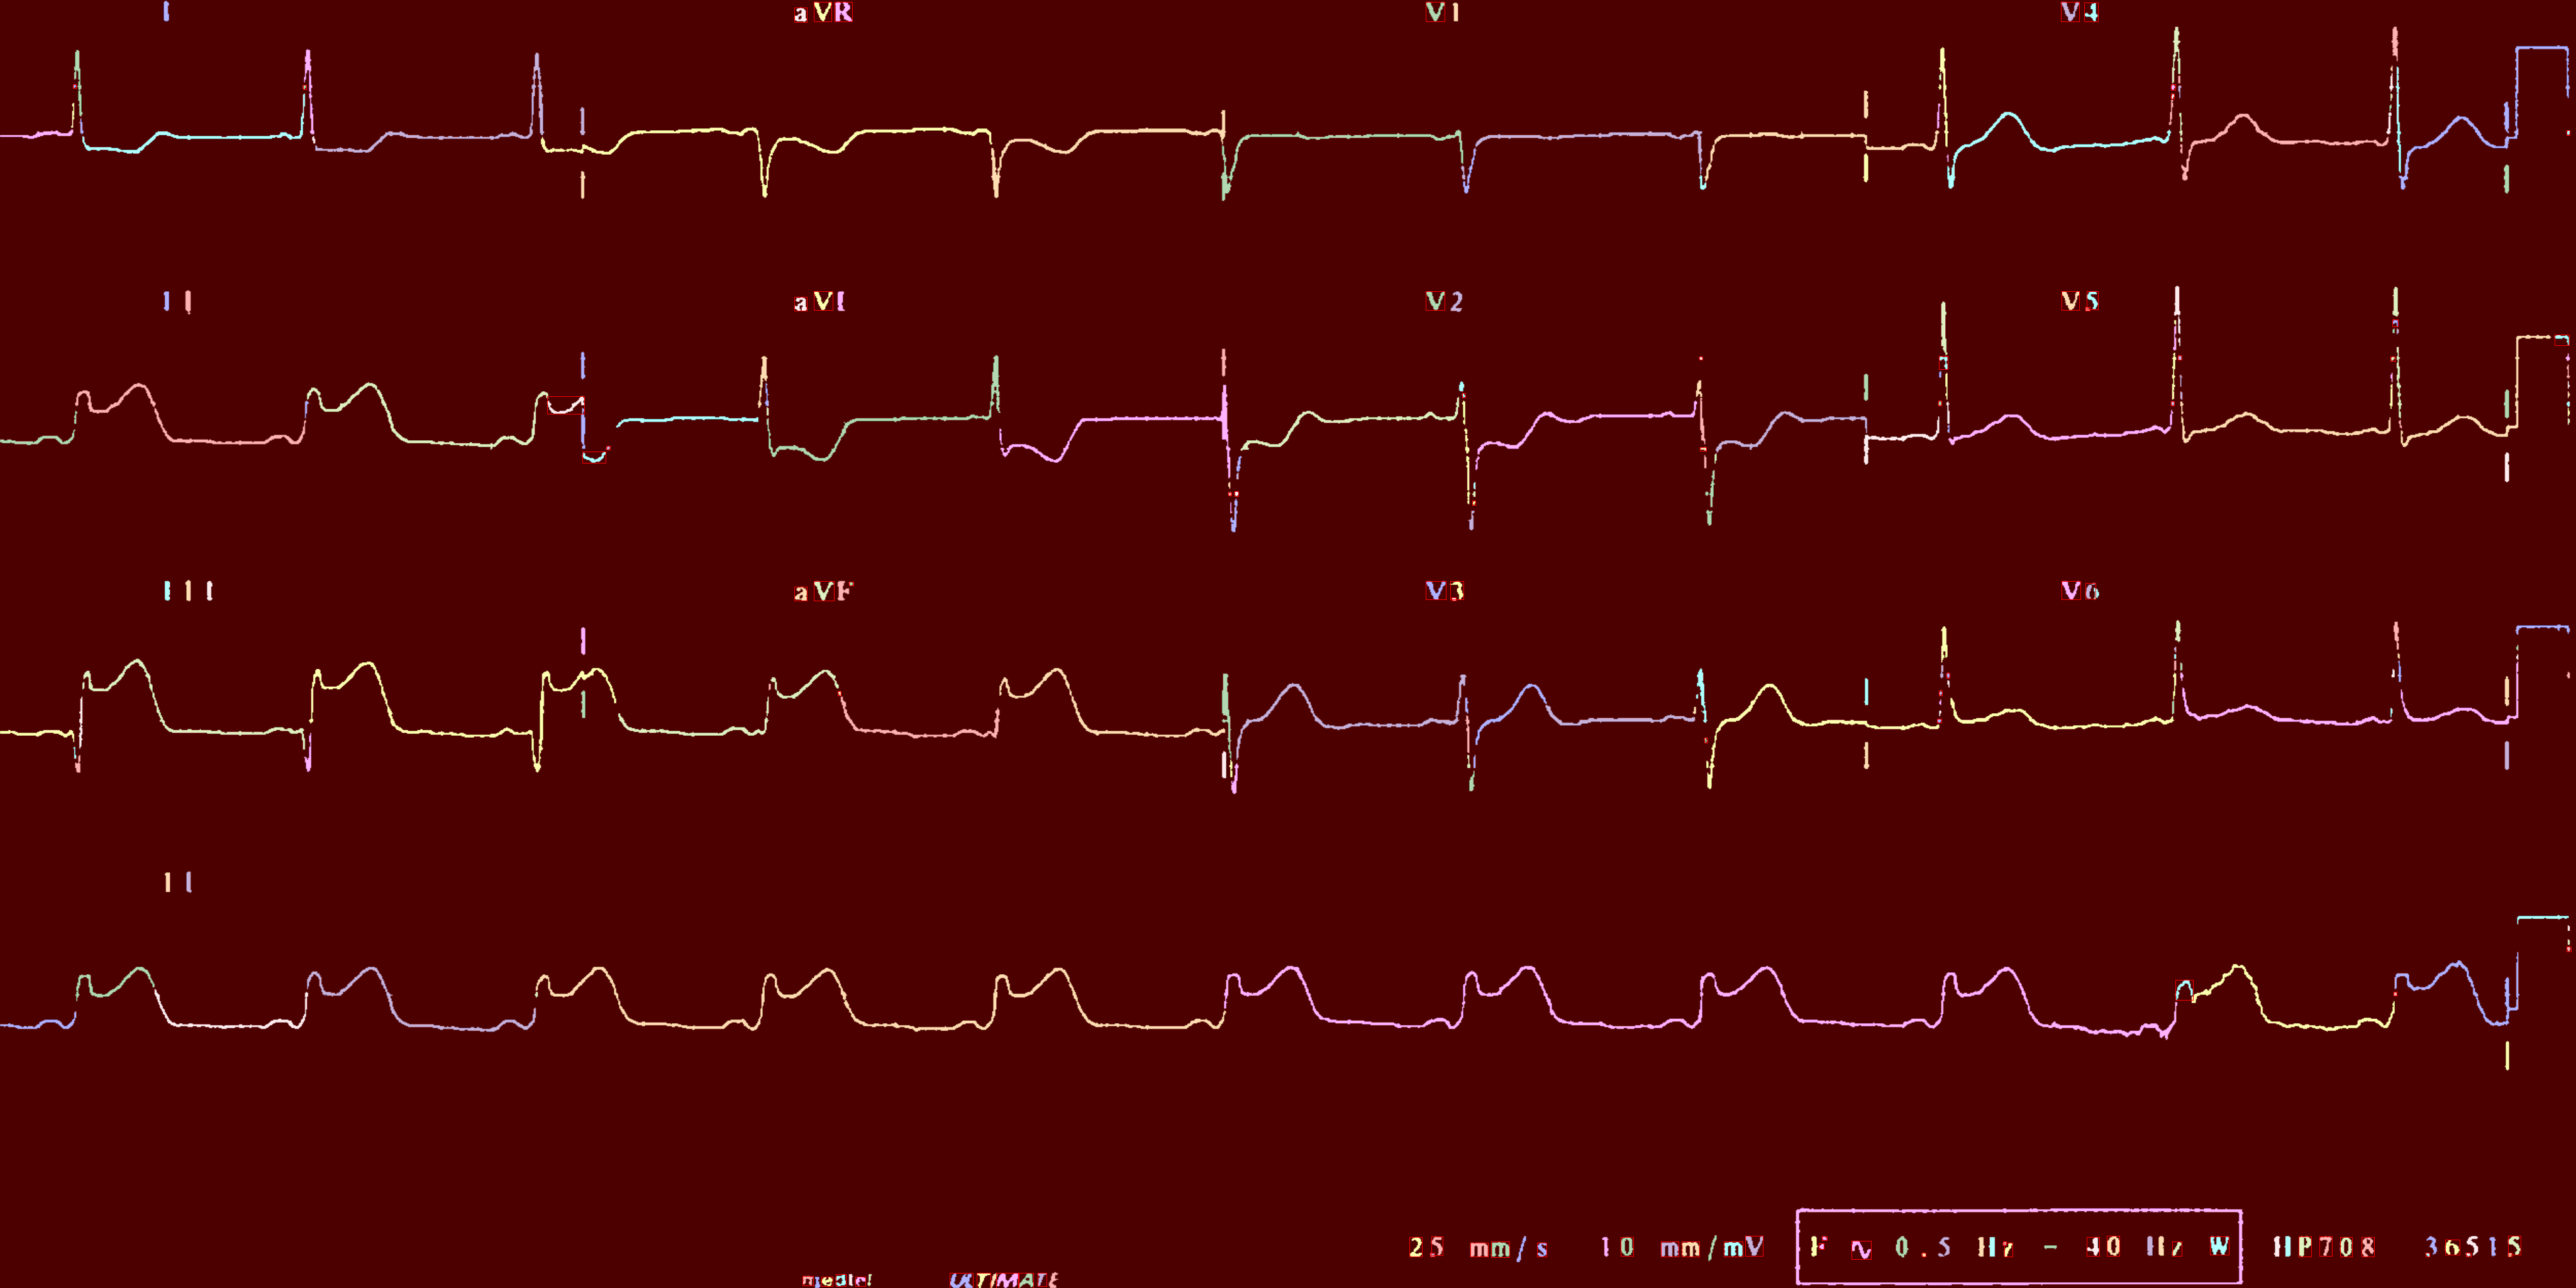 I aVR V1 V4
II aVL V2 V5
III aVF V3 V6
II
25 mm/s 10 mm/mV F ∿ 0.5 Hz - 40 Hz W HP708 36515
ULTIMATE